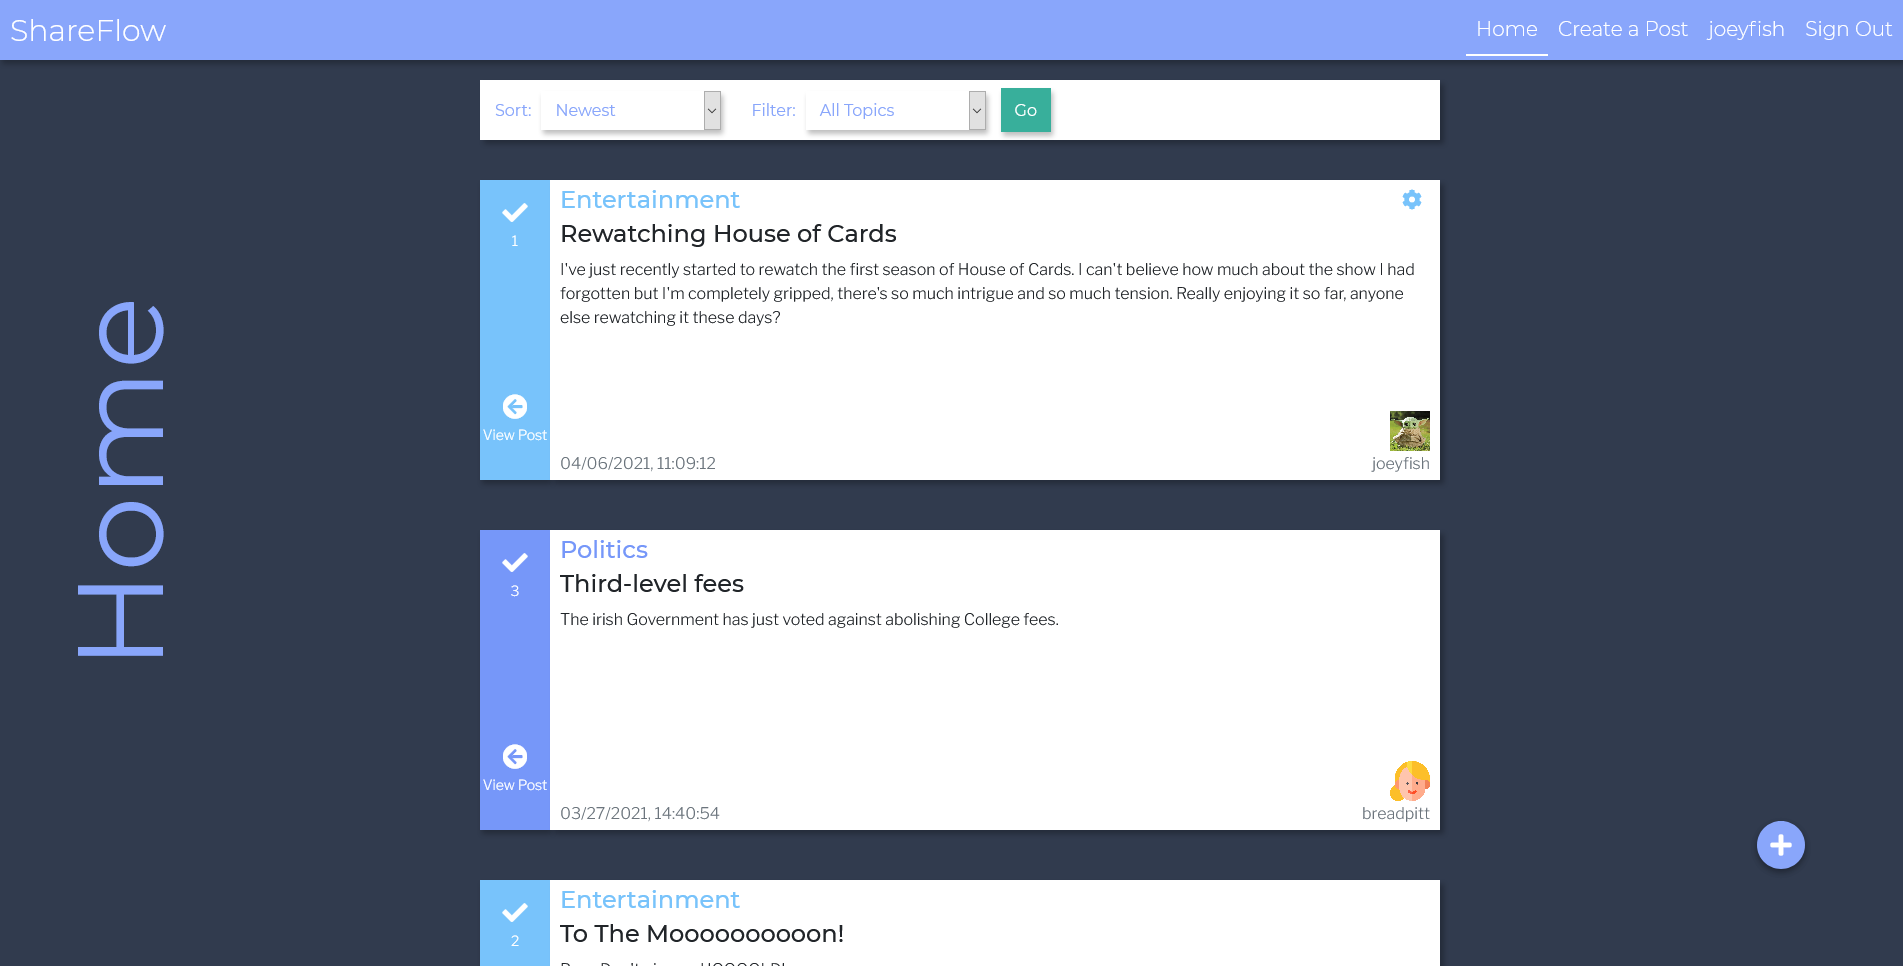 ShareFlow
Home Create a Post joeyfish Sign Out
Sort: Newest Filter: All Topics Go
Home
Entertainment
Rewatching House of Cards
1
I've just recently started to rewatch the first season of House of Cards. I can't believe how much about the show I had
forgotten but I'm completely gripped, there's so much intrigue and so much tension. Really enjoying it so far, anyone
else rewatching it these days?
View Post
04/06/2021, 11:09:12 joeyfish
Politics
Third-level fees
3
The irish Government has just voted against abolishing College fees.
View Post
03/27/2021, 14:40:54 breadpitt
Entertainment
To The Moooooooooon!
2